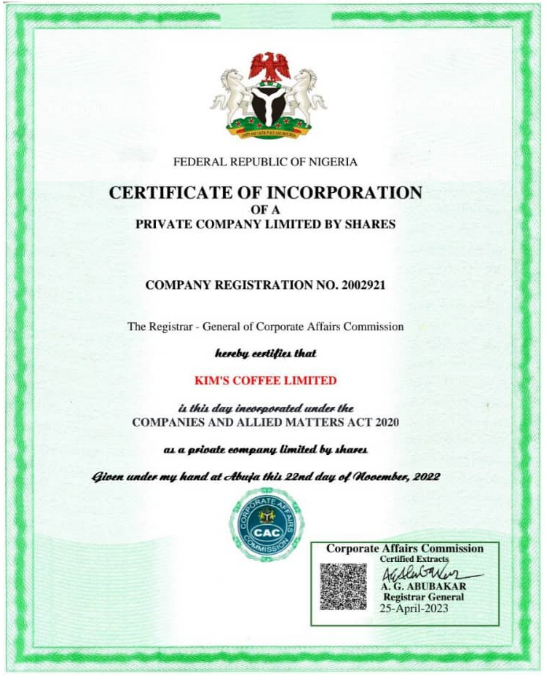 FEDERAL REPUBLIC OF NIGERIA
CERTIFICATE OF INCORPORATION
OF A
PRIVATE COMPANY LIMITED BY SHARES
COMPANY REGISTRATION NO. 2002921
The Registrar - General of Corporate Affairs Commission
hereby certifies that
KIM'S COFFEE LIMITED
is this day incorporated under the
COMPANIES AND ALLIED MATTERS ACT 2020
as a private company limited by shares
Given under my hand at Abuja this 22nd day of November, 2022
CORPORATE AFFAIRS
CAC
COMMISSION
Corporate Affairs Commission
Certified Extracts
A. G. ABUBAKAR
Registrar General
25-April-2023